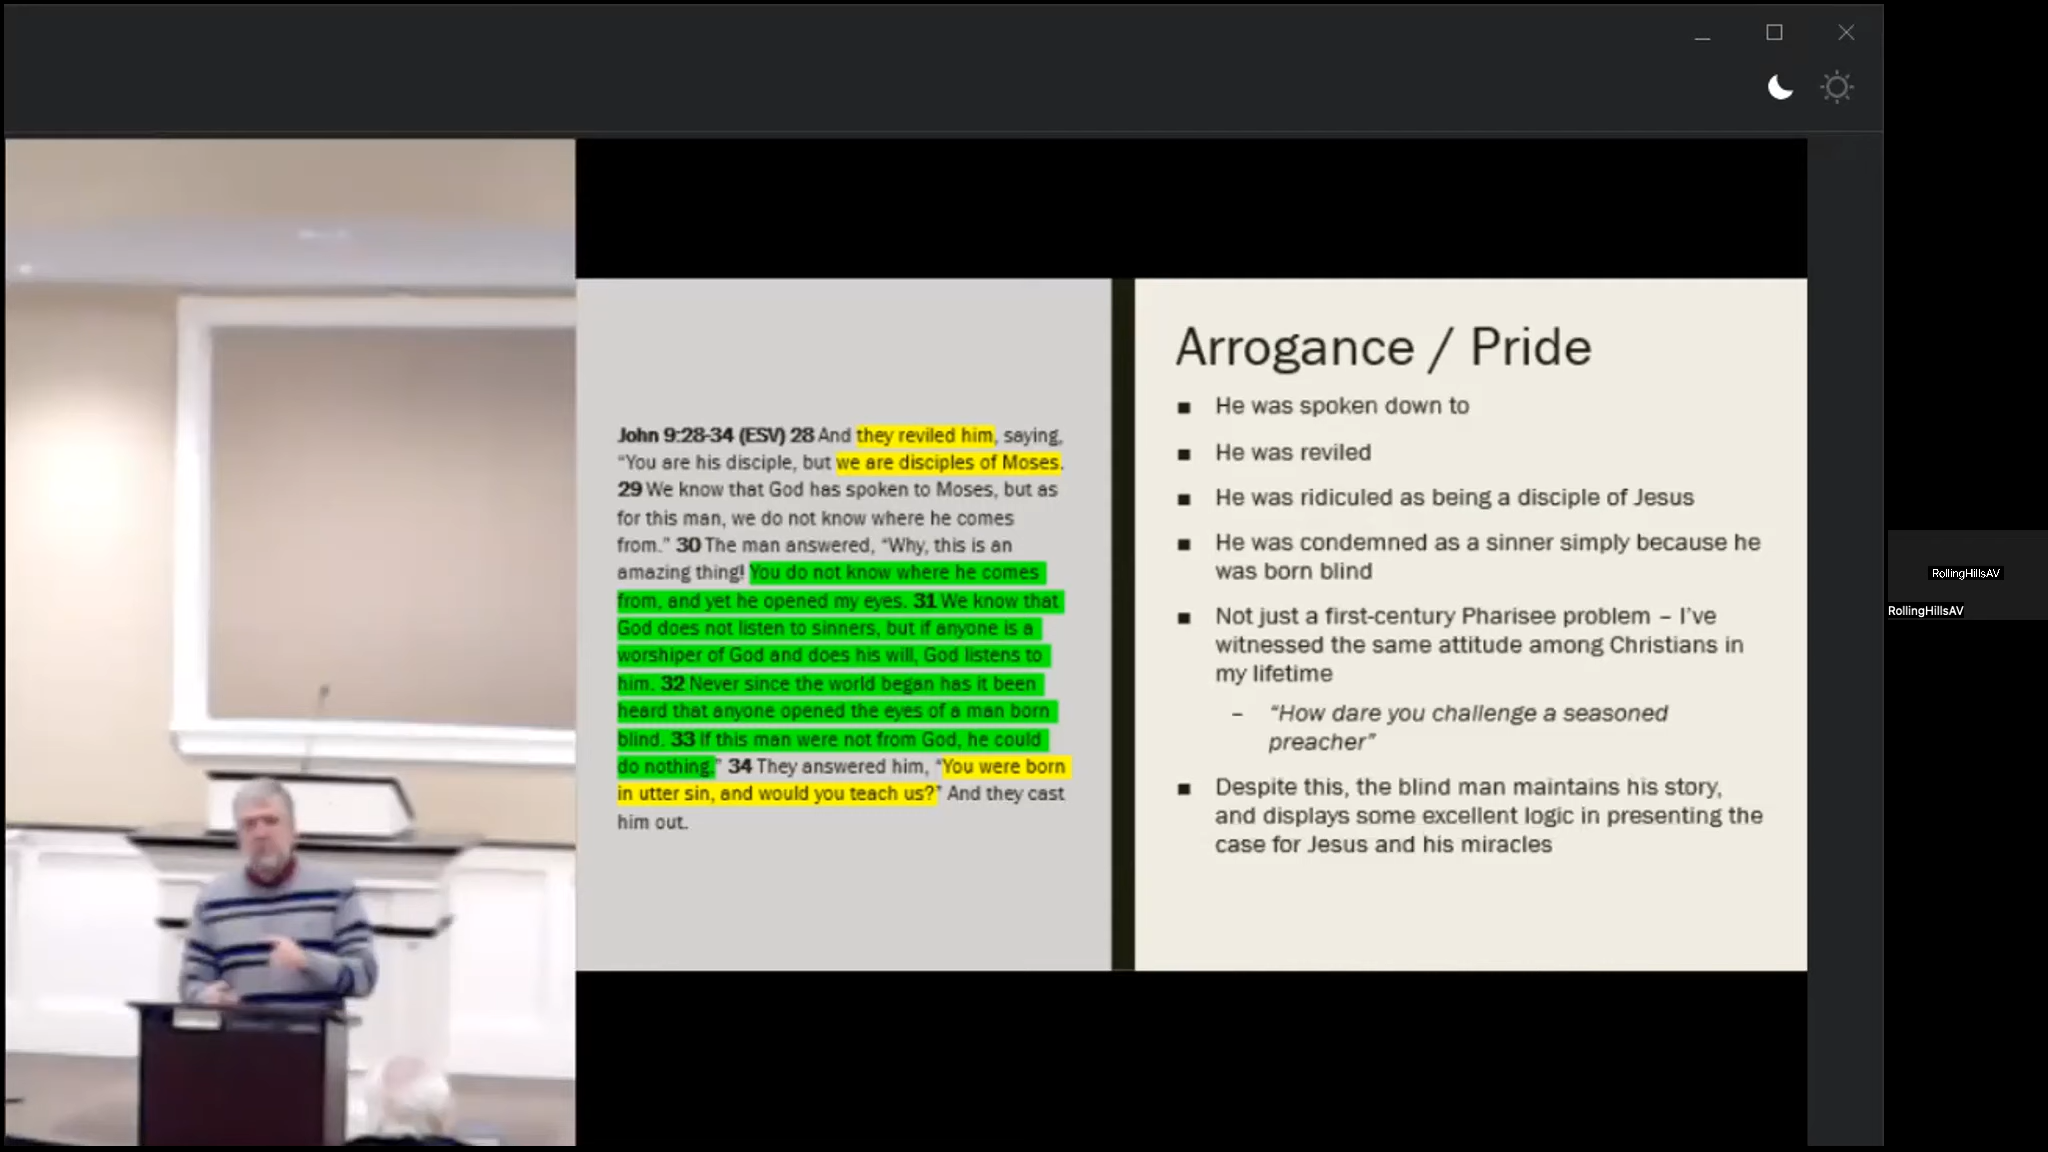 John 9:28-34 (ESV) 28 And they reviled him, saying,
“You are his disciple, but we are disciples of Moses.
29 We know that God has spoken to Moses, but as
for this man, we do not know where he comes
from.” 30 The man answered, “Why, this is an
amazing thing! You do not know where he comes
from, and yet he opened my eyes. 31 We know that
God does not listen to sinners, but if anyone is a
worshiper of God and does his will, God listens to
him. 32 Never since the world began has it been
heard that anyone opened the eyes of a man born
blind. 33 If this man were not from God, he could
do nothing.” 34 They answered him, “You were born
in utter sin, and would you teach us?” And they cast
him out.
Arrogance / Pride
■ He was spoken down to
■ He was reviled
■ He was ridiculed as being a disciple of Jesus
■ He was condemned as a sinner simply because he
was born blind
■ Not just a first-century Pharisee problem – I’ve
witnessed the same attitude among Christians in
my lifetime
– “How dare you challenge a seasoned
preacher”
■ Despite this, the blind man maintains his story,
and displays some excellent logic in presenting the
case for Jesus and his miracles
RollingHillsAV
RollingHillsAV